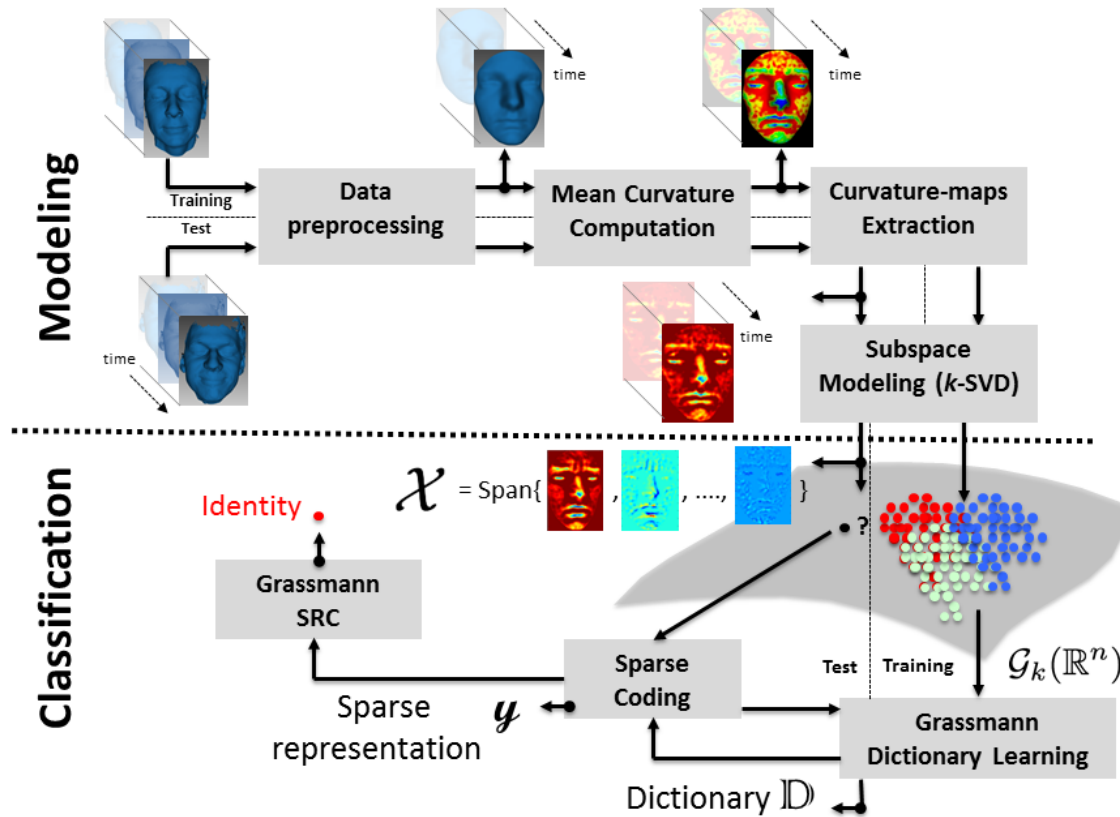 Modeling
time
time
Training
Test
Data
preprocessing
Mean Curvature
Computation
Curvature-maps
Extraction
time
time
Subspace
Modeling (k-SVD)
Classification
𝒳 = Span{ , , ...., }
Identity
?
Grassmann
SRC
Sparse
Coding
Test
Training
𝒢ₖ(ℝⁿ)
Sparse
representation
y
Grassmann
Dictionary Learning
Dictionary 𝔻